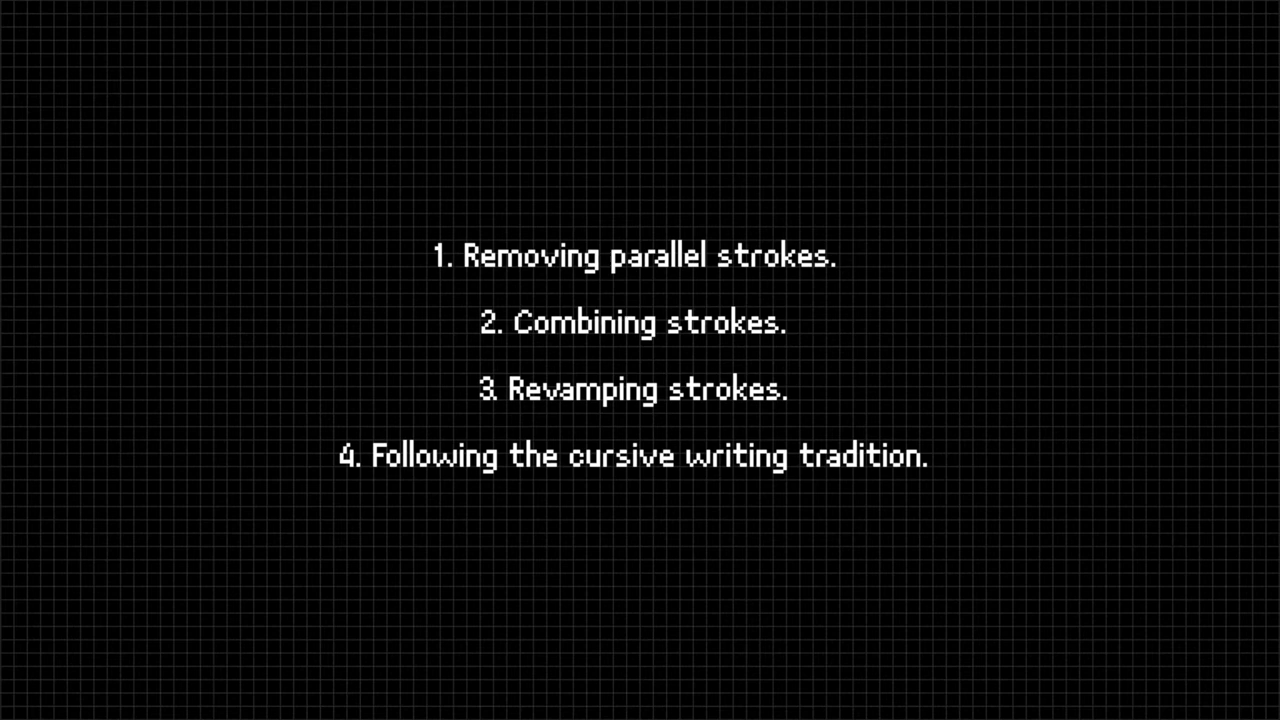 1. Removing parallel strokes.
2. Combining strokes.
3. Revamping strokes.
4. Following the cursive writing tradition.